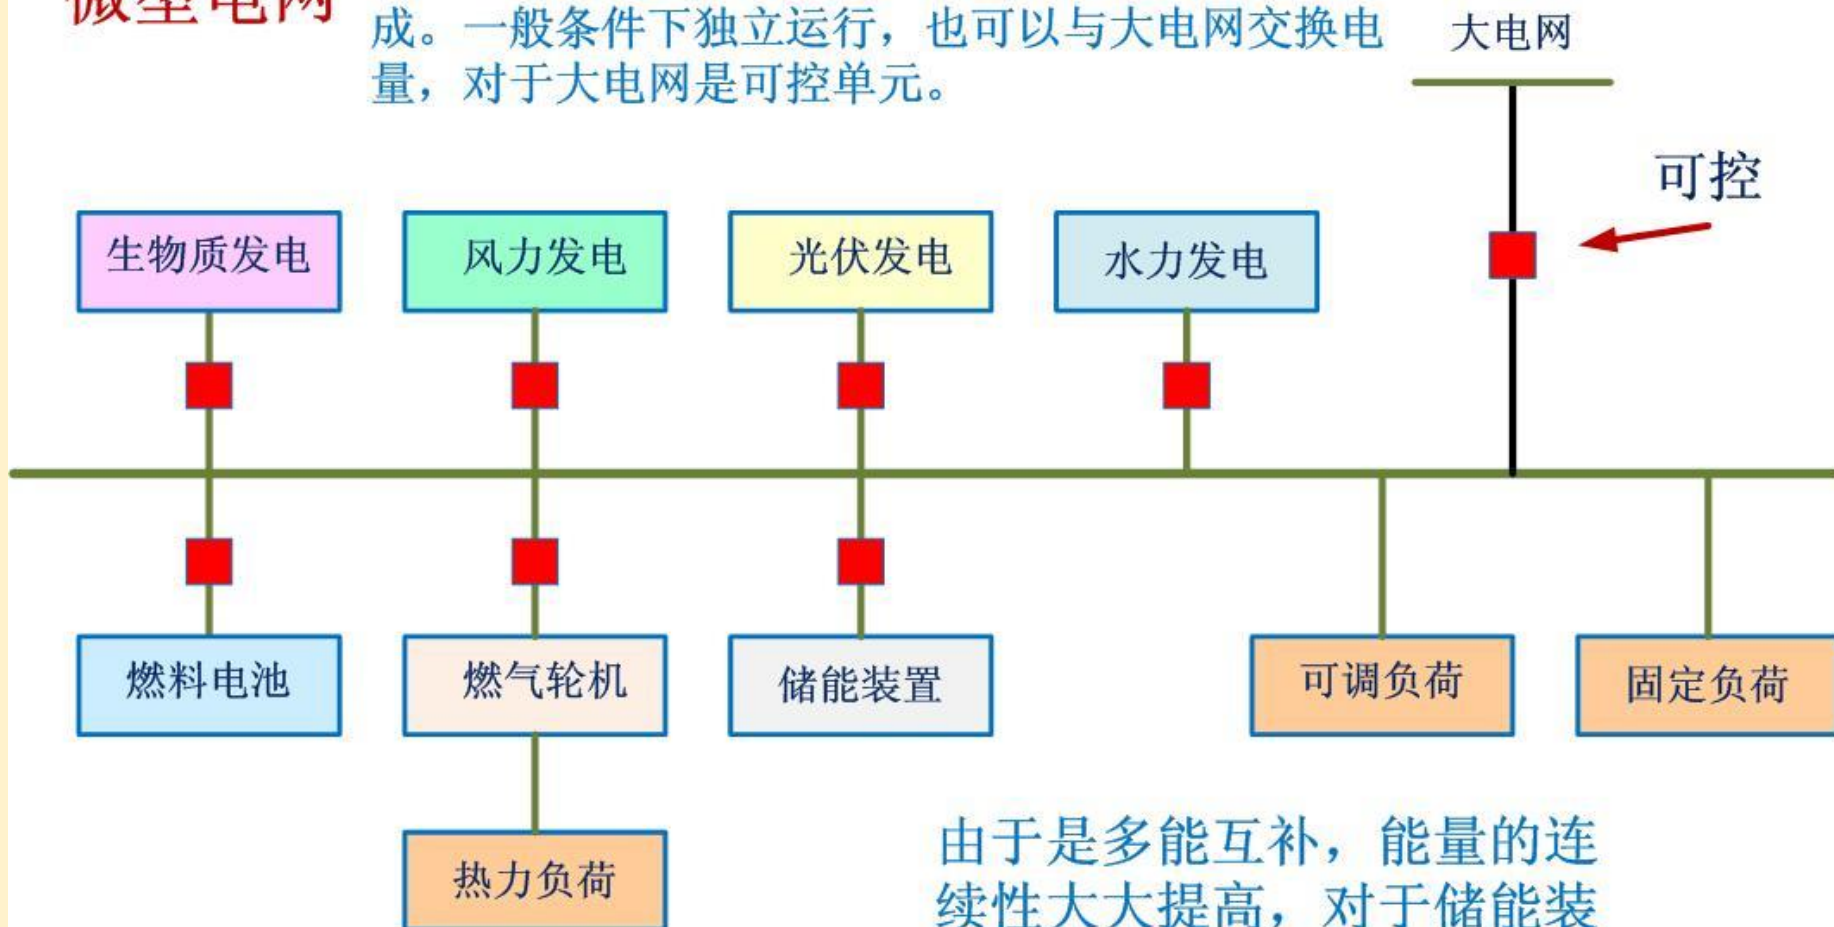 微型电网
成。一般条件下独立运行，也可以与大电网交换电
量，对于大电网是可控单元。
大电网
可控
生物质发电
风力发电
光伏发电
水力发电
燃料电池
燃气轮机
储能装置
可调负荷
固定负荷
热力负荷
由于是多能互补，能量的连
续性大大提高，对于储能装